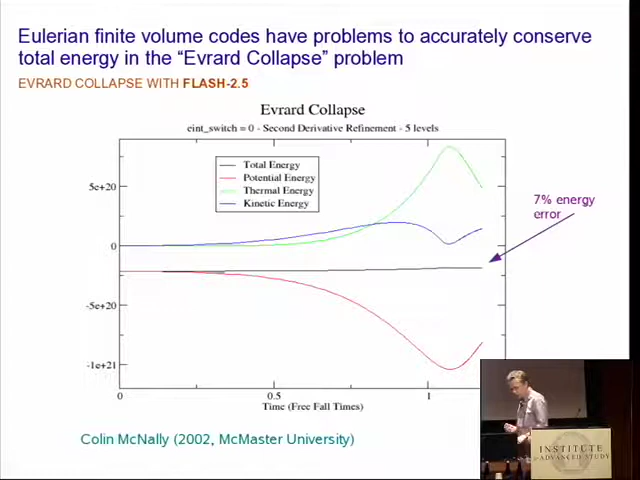 Eulerian finite volume codes have problems to accurately conserve
total energy in the “Evrard Collapse” problem
EVRARD COLLAPSE WITH FLASH-2.5
Evrard Collapse
eint_switch = 0 - Second Derivative Refinement - 5 levels
Total Energy
Potential Energy
Thermal Energy
Kinetic Energy
5e+20
0
-5e+20
-1e+21
0
0.5
1
Time (Free Fall Times)
7% energy
error
Colin McNally (2002, McMaster University)
INSTITUTE
for ADVANCED STUDY